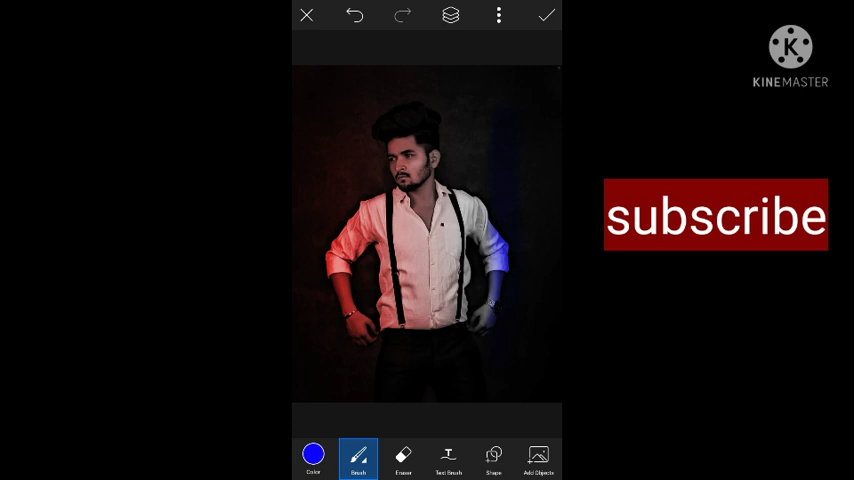 K
KINEMASTER
subscribe
Color
Brush
Eraser
Text Brush
Shape
Add Objects